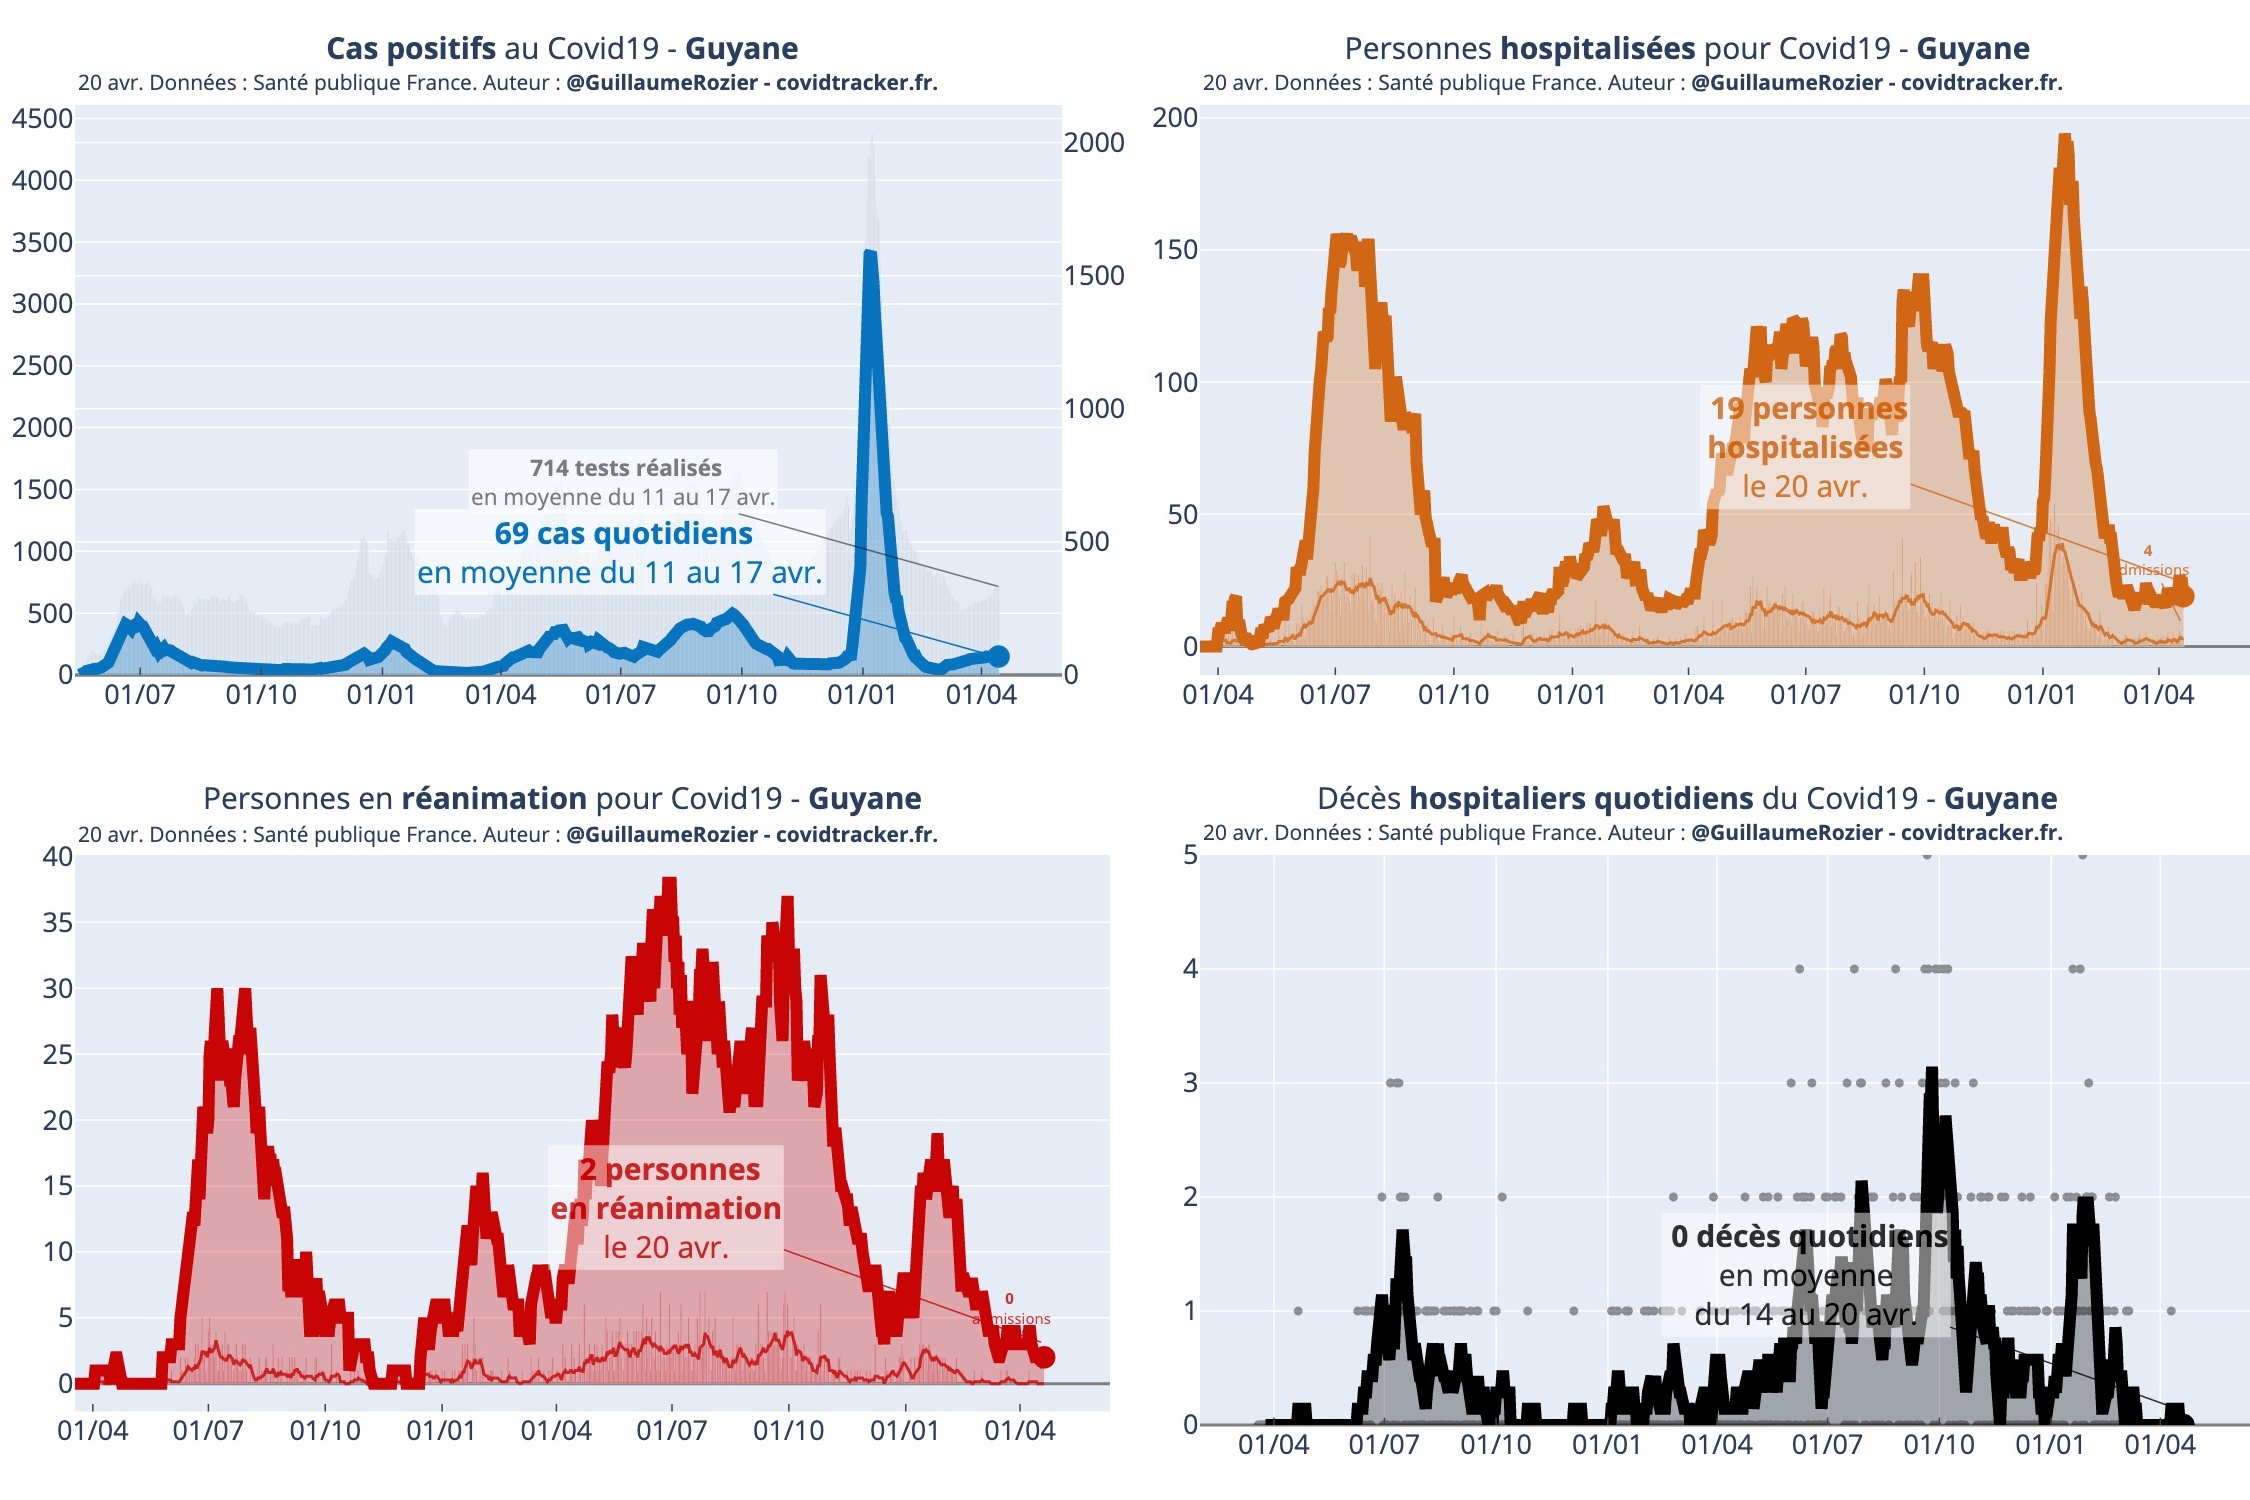 Cas positifs au Covid19 - Guyane
20 avr. Données : Santé publique France. Auteur : @GuillaumeRozier - covidtracker.fr.
4500
4000
3500
3000
2500
2000
1500
1000
500
0
2000
1500
1000
500
0
714 tests réalisés
en moyenne du 11 au 17 avr.
69 cas quotidiens
en moyenne du 11 au 17 avr.
01/07 01/10 01/01 01/04 01/07 01/10 01/01 01/04
Personnes hospitalisées pour Covid19 - Guyane
20 avr. Données : Santé publique France. Auteur : @GuillaumeRozier - covidtracker.fr.
200
150
100
50
0
19 personnes
hospitalisées
le 20 avr.
4
admissions
01/04 01/07 01/10 01/01 01/04 01/07 01/10 01/01 01/04
Personnes en réanimation pour Covid19 - Guyane
20 avr. Données : Santé publique France. Auteur : @GuillaumeRozier - covidtracker.fr.
40
35
30
25
20
15
10
5
0
2 personnes
en réanimation
le 20 avr.
0
admissions
01/04 01/07 01/10 01/01 01/04 01/07 01/10 01/01 01/04
Décès hospitaliers quotidiens du Covid19 - Guyane
20 avr. Données : Santé publique France. Auteur : @GuillaumeRozier - covidtracker.fr.
5
4
3
2
1
0
0 décès quotidiens
en moyenne
du 14 au 20 avr.
01/04 01/07 01/10 01/01 01/04 01/07 01/10 01/01 01/04